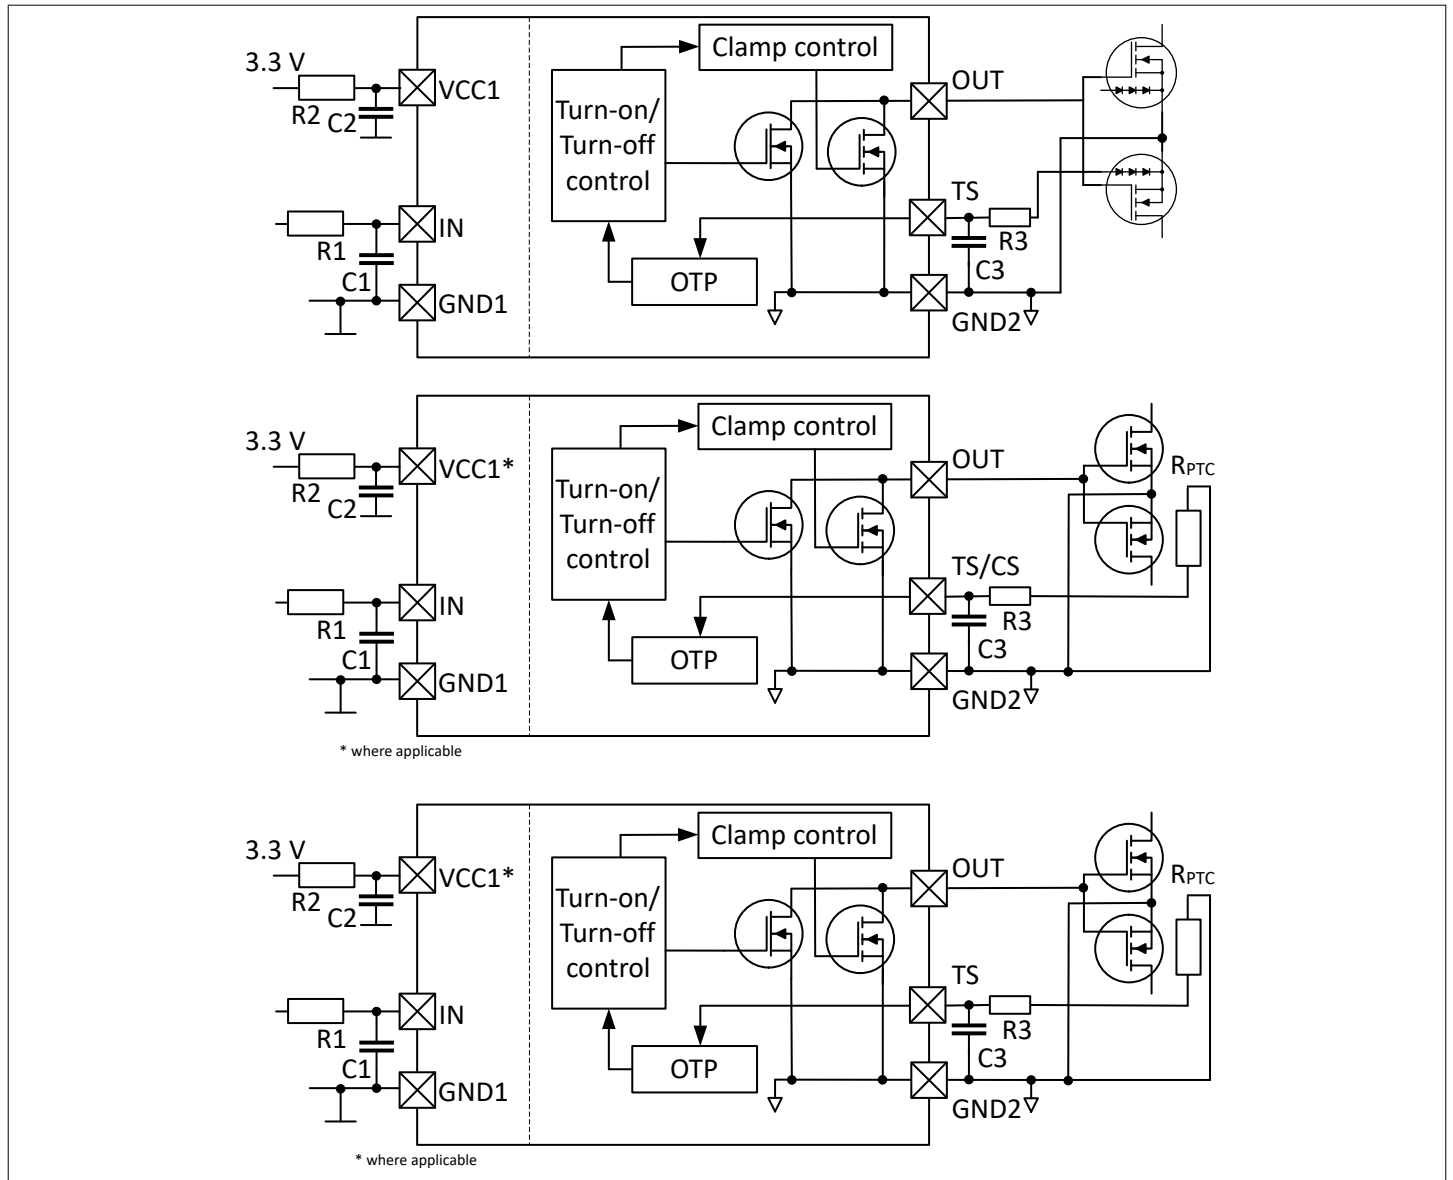 Clamp control
3.3 V
VCC1
R2
C2
Turn-on/
Turn-off
control
OUT
TS
IN
R1
C1
R3
C3
OTP
GND1
GND2
Clamp control
3.3 V
VCC1*
R2
C2
Turn-on/
Turn-off
control
OUT
RPTC
TS/CS
IN
R1
C1
R3
C3
OTP
GND1
GND2
* where applicable
Clamp control
3.3 V
VCC1*
R2
C2
Turn-on/
Turn-off
control
OUT
RPTC
TS
IN
R1
C1
R3
C3
OTP
GND1
GND2
* where applicable